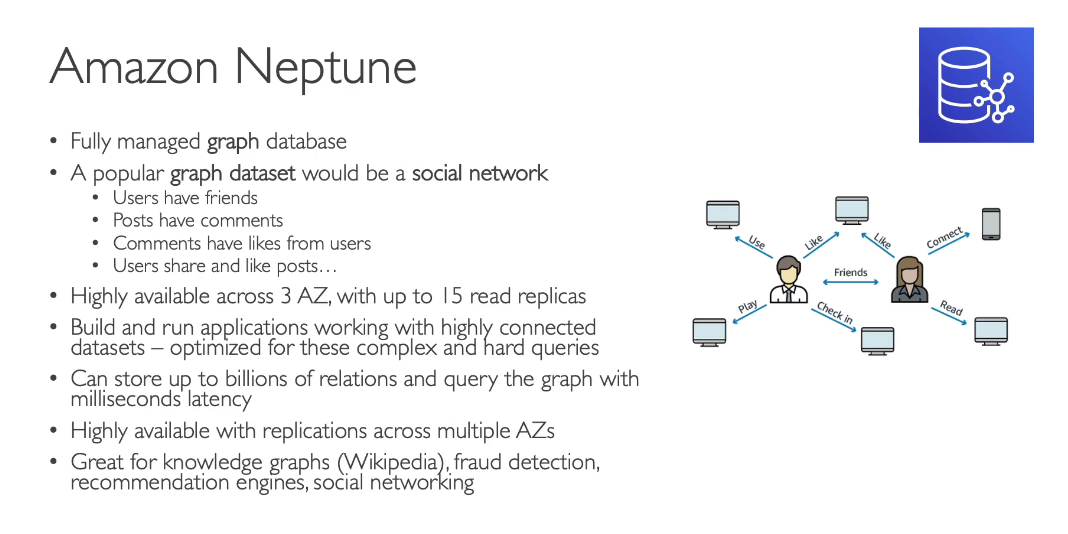 Amazon Neptune
• Fully managed graph database
• A popular graph dataset would be a social network
• Users have friends
• Posts have comments
• Comments have likes from users
• Users share and like posts…
• Highly available across 3 AZ, with up to 15 read replicas
• Build and run applications working with highly connected
datasets – optimized for these complex and hard queries
• Can store up to billions of relations and query the graph with
milliseconds latency
• Highly available with replications across multiple AZs
• Great for knowledge graphs (Wikipedia), fraud detection,
recommendation engines, social networking
Use
Like
Like
Connect
Friends
Play
Check in
Read